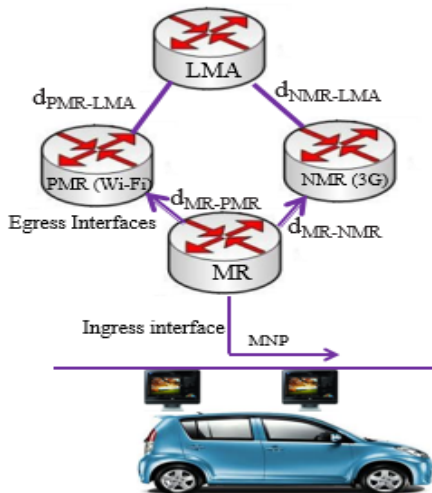 LMA
dPMR-LMA
dNMR-LMA
PMR (Wi-Fi)
NMR (3G)
Egress Interfaces
dMR-PMR
dMR-NMR
MR
Ingress interface
MNP